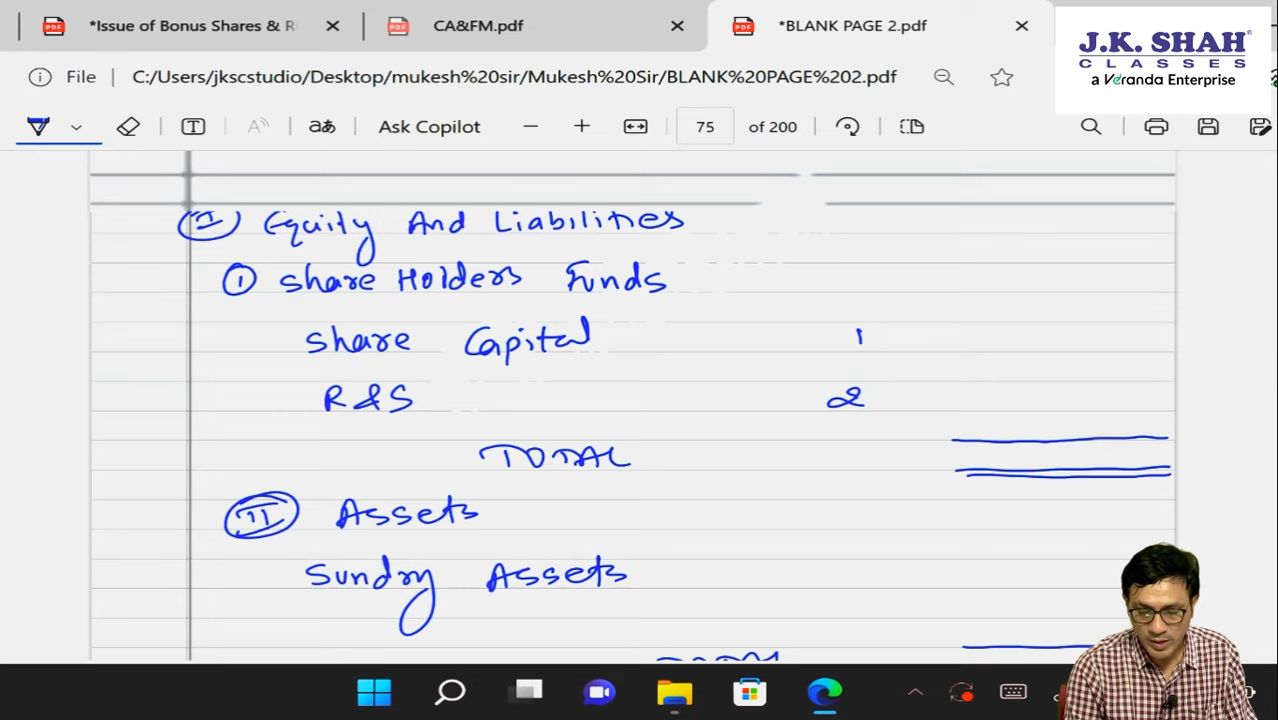 *Issue of Bonus Shares & Ri
CA&FM.pdf
*BLANK PAGE 2.pdf
J.K. SHAH®
CLASSES
a Veranda Enterprise
File
C:/Users/jkscstudio/Desktop/mukesh%20sir/Mukesh%20Sir/BLANK%20PAGE%202.pdf
Ask Copilot
75 of 200
I Equity And Liabilities
1 Share Holders Funds
Share Capital 1
R & S 2
TOTAL
II Assets
Sundry Assets